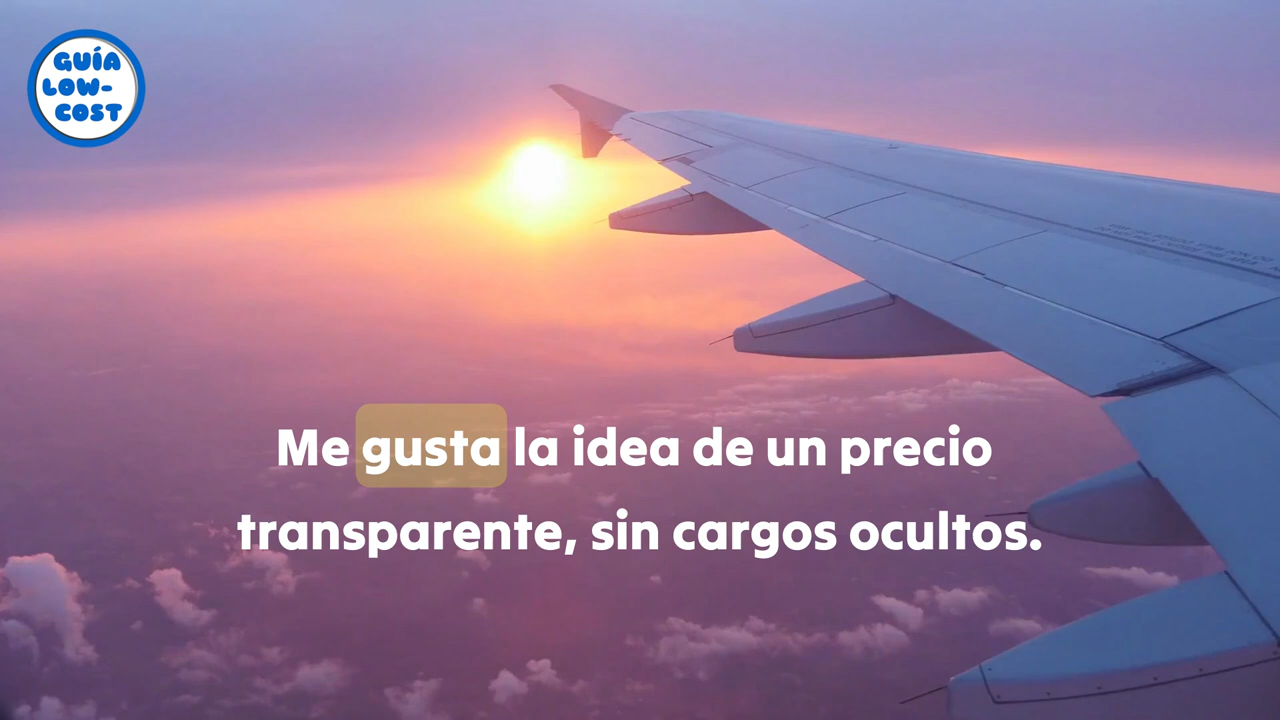 GUÍA
LOW-
COST
Me gusta la idea de un precio
transparente, sin cargos ocultos.